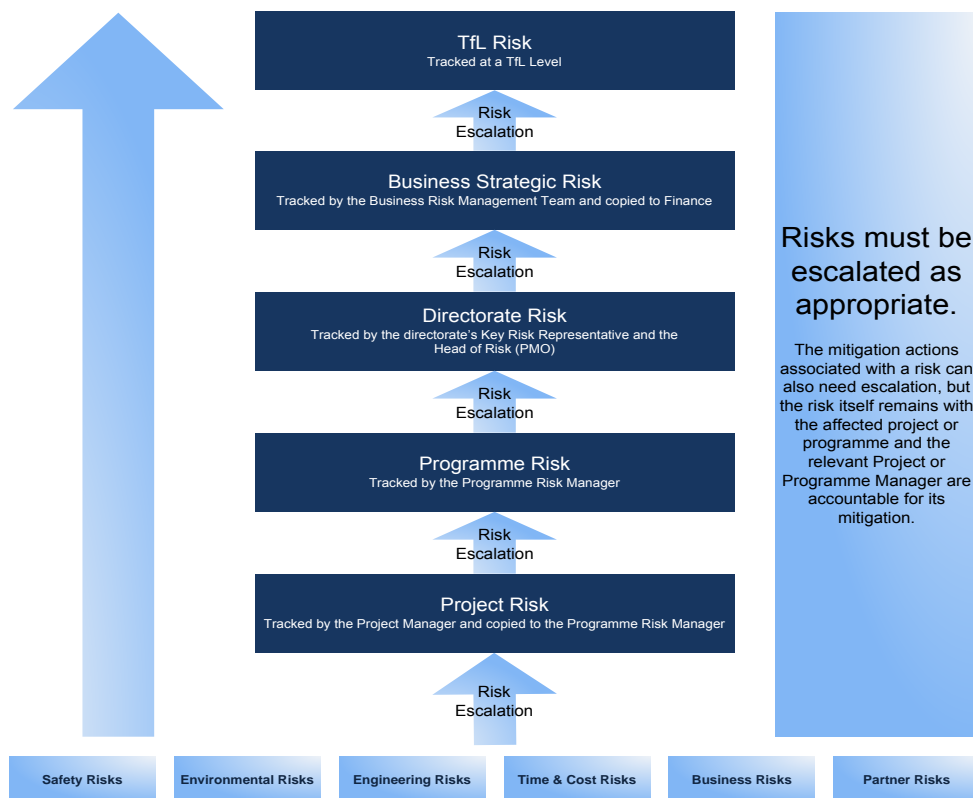 TfL Risk
Tracked at a TfL Level
Risk
Escalation
Business Strategic Risk
Tracked by the Business Risk Management Team and copied to Finance
Risk
Escalation
Directorate Risk
Tracked by the directorate's Key Risk Representative and the
Head of Risk (PMO)
Risk
Escalation
Programme Risk
Tracked by the Programme Risk Manager
Risk
Escalation
Project Risk
Tracked by the Project Manager and copied to the Programme Risk Manager
Risk
Escalation
Risks must be
escalated as
appropriate.
The mitigation actions
associated with a risk can
also need escalation, but
the risk itself remains with
the affected project or
programme and the
relevant Project or
Programme Manager are
accountable for its
mitigation.
Safety Risks
Environmental Risks
Engineering Risks
Time & Cost Risks
Business Risks
Partner Risks